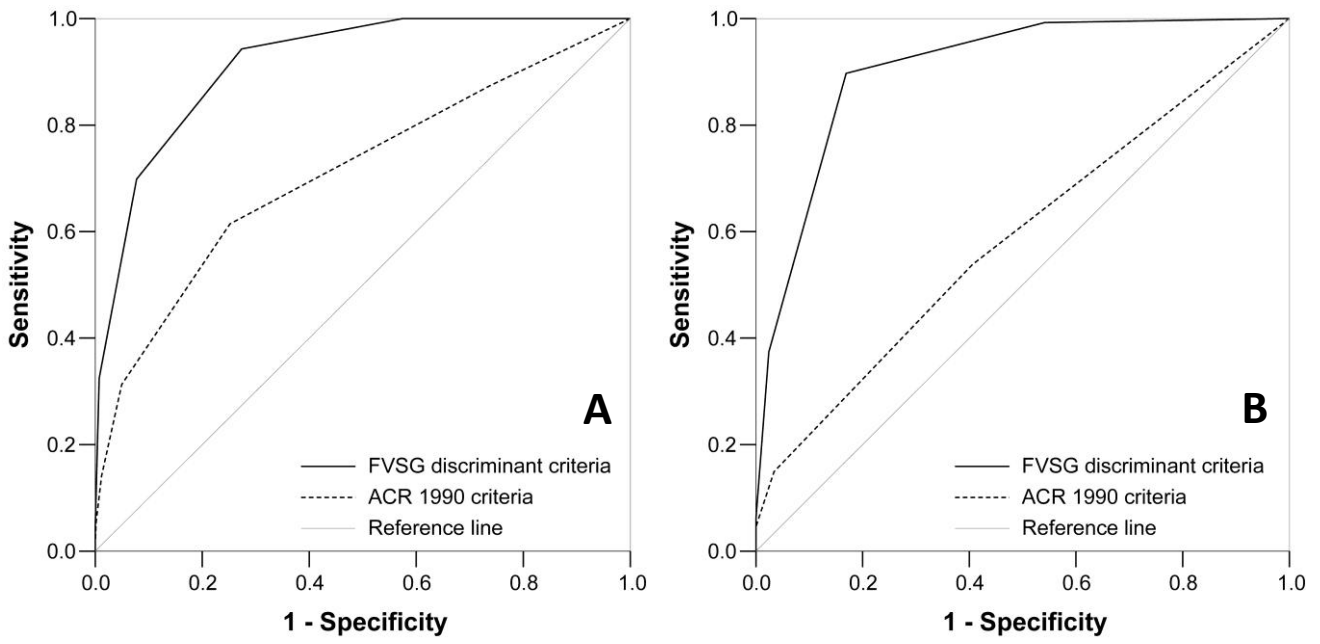 1.0
0.8
0.6
0.4
0.2
0.0
Sensitivity
A
FVSG discriminant criteria
ACR 1990 criteria
Reference line
0.0 0.2 0.4 0.6 0.8 1.0
1 - Specificity
1.0
0.8
0.6
0.4
0.2
0.0
Sensitivity
B
FVSG discriminant criteria
ACR 1990 criteria
Reference line
0.0 0.2 0.4 0.6 0.8 1.0
1 - Specificity